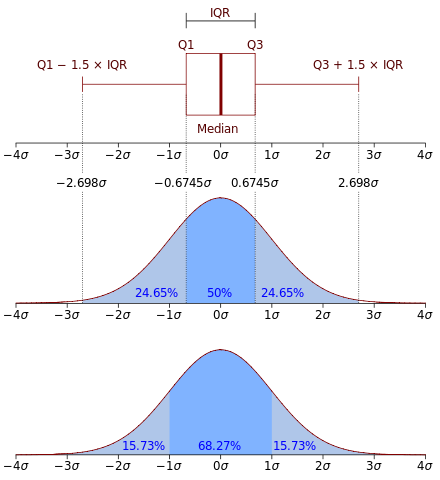 IQR
Q1 Q3
Q1 − 1.5 × IQR Q3 + 1.5 × IQR
Median
−4σ −3σ −2σ −1σ 0σ 1σ 2σ 3σ 4σ
−2.698σ −0.6745σ 0.6745σ 2.698σ
24.65% 50% 24.65%
−4σ −3σ −2σ −1σ 0σ 1σ 2σ 3σ 4σ
15.73% 68.27% 15.73%
−4σ −3σ −2σ −1σ 0σ 1σ 2σ 3σ 4σ